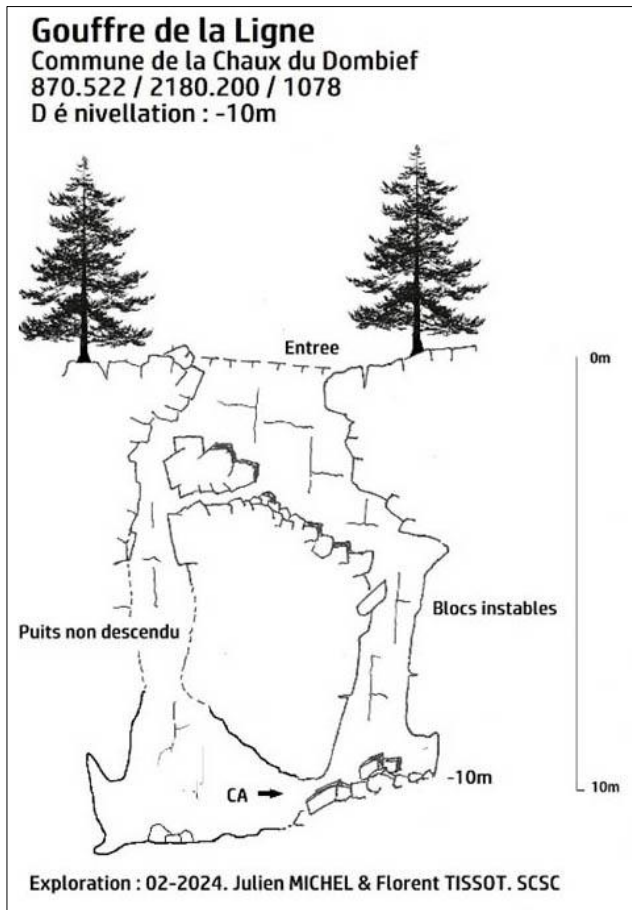 Gouffre de la Ligne
Commune de la Chaux du Dombief
870.522 / 2180.200 / 1078
D é nivellation : -10m
Entree
0m
Puits non descendu
Blocs instables
-10m
CA
10m
Exploration : 02-2024. Julien MICHEL & Florent TISSOT. SCSC